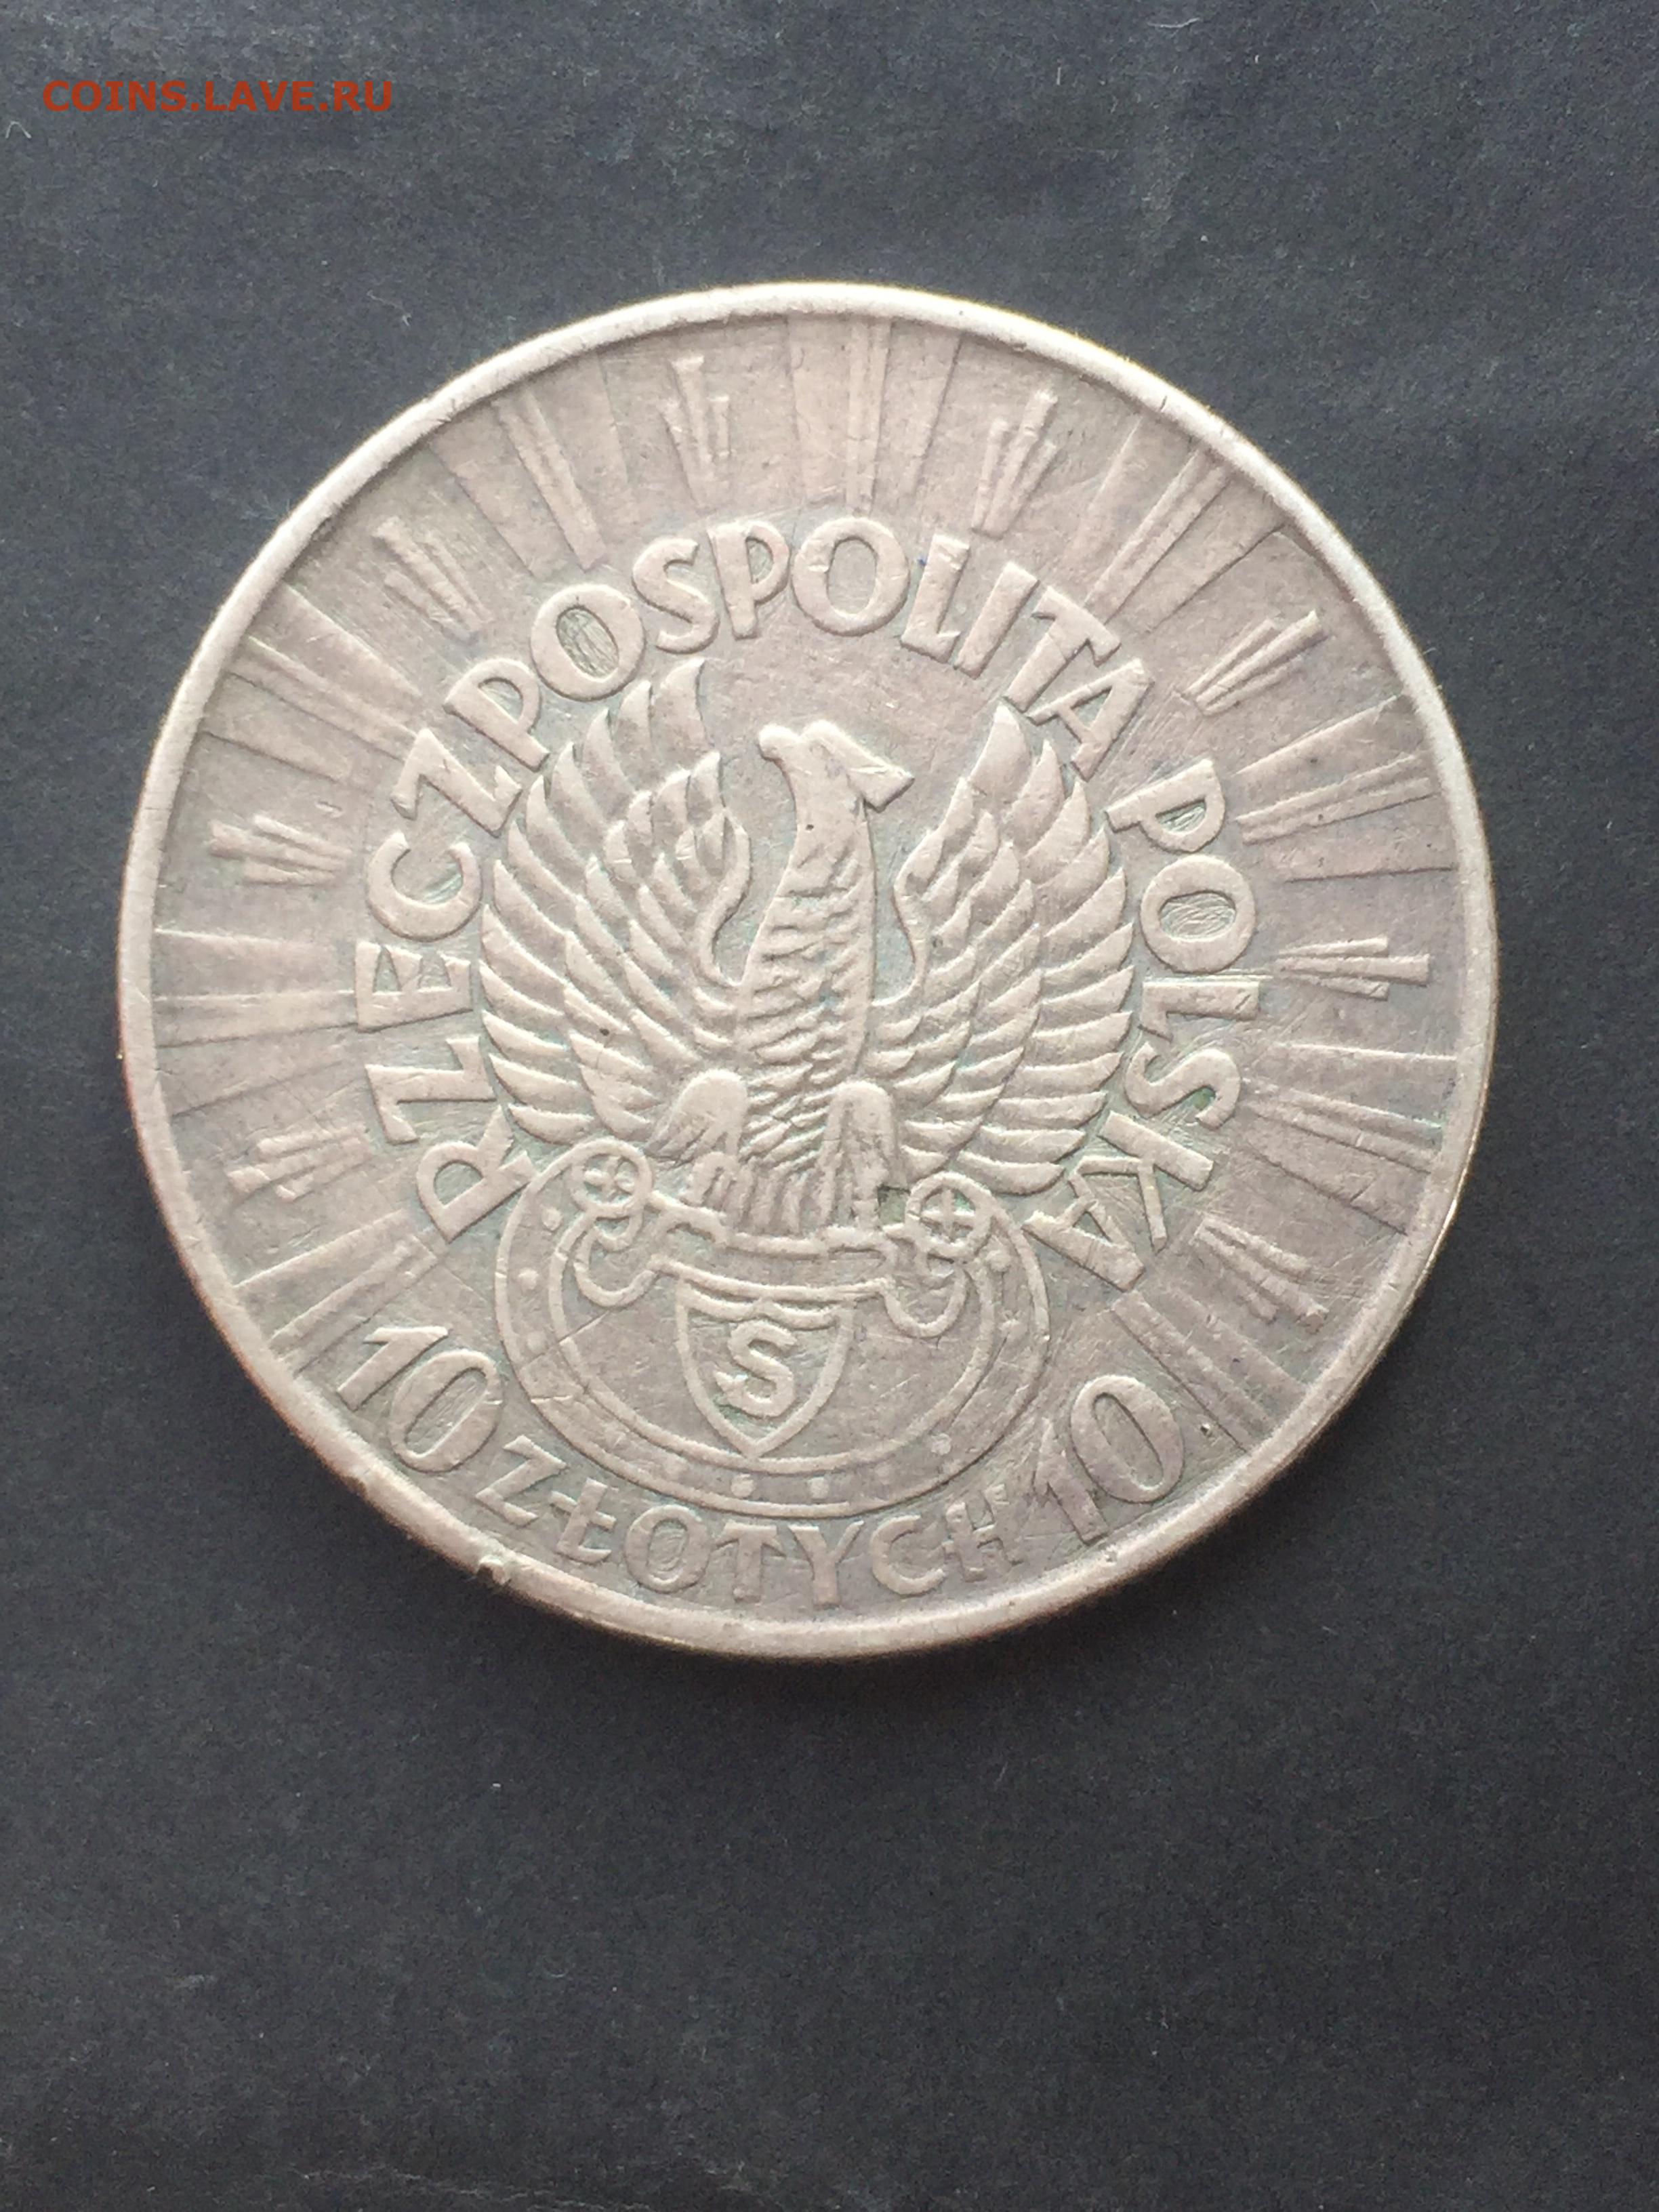 COINS.LAVE.RU
RZECZPOSPOLITA POLSKA
S
10 ZŁOTYCH 10